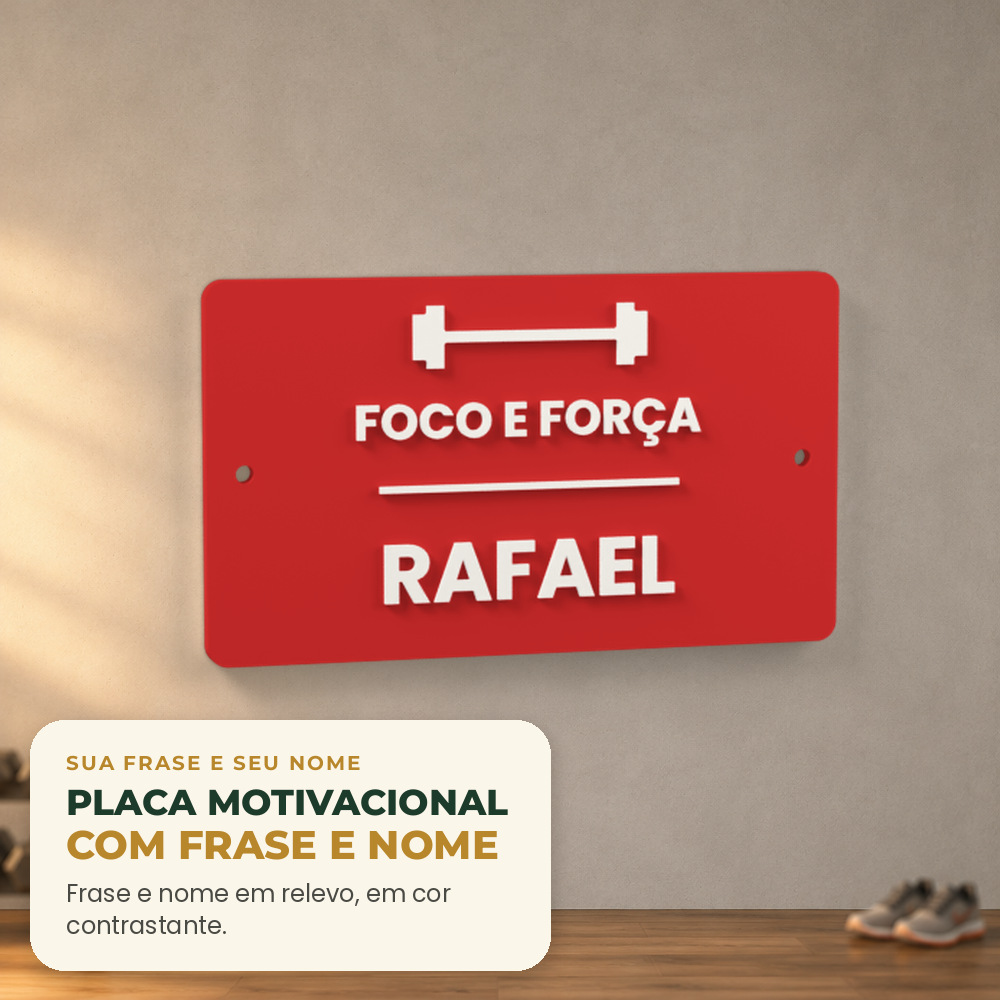 FOCO E FORÇA
RAFAEL
SUA FRASE E SEU NOME
PLACA MOTIVACIONAL
COM FRASE E NOME
Frase e nome em relevo, em cor
contrastante.